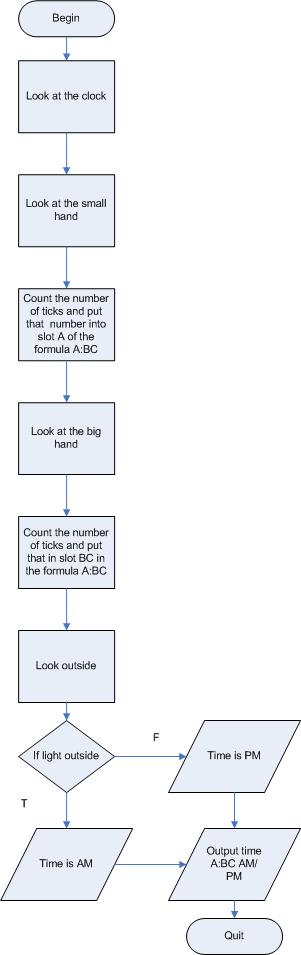 Begin
Look at the clock
Look at the small
hand
Count the number
of ticks and put
that number into
slot A of the
formula A:BC
Look at the big
hand
Count the number
of ticks and put
that in slot BC in
the formula A:BC
Look outside
If light outside
F
Time is PM
T
Time is AM
Output time
A:BC AM/
PM
Quit